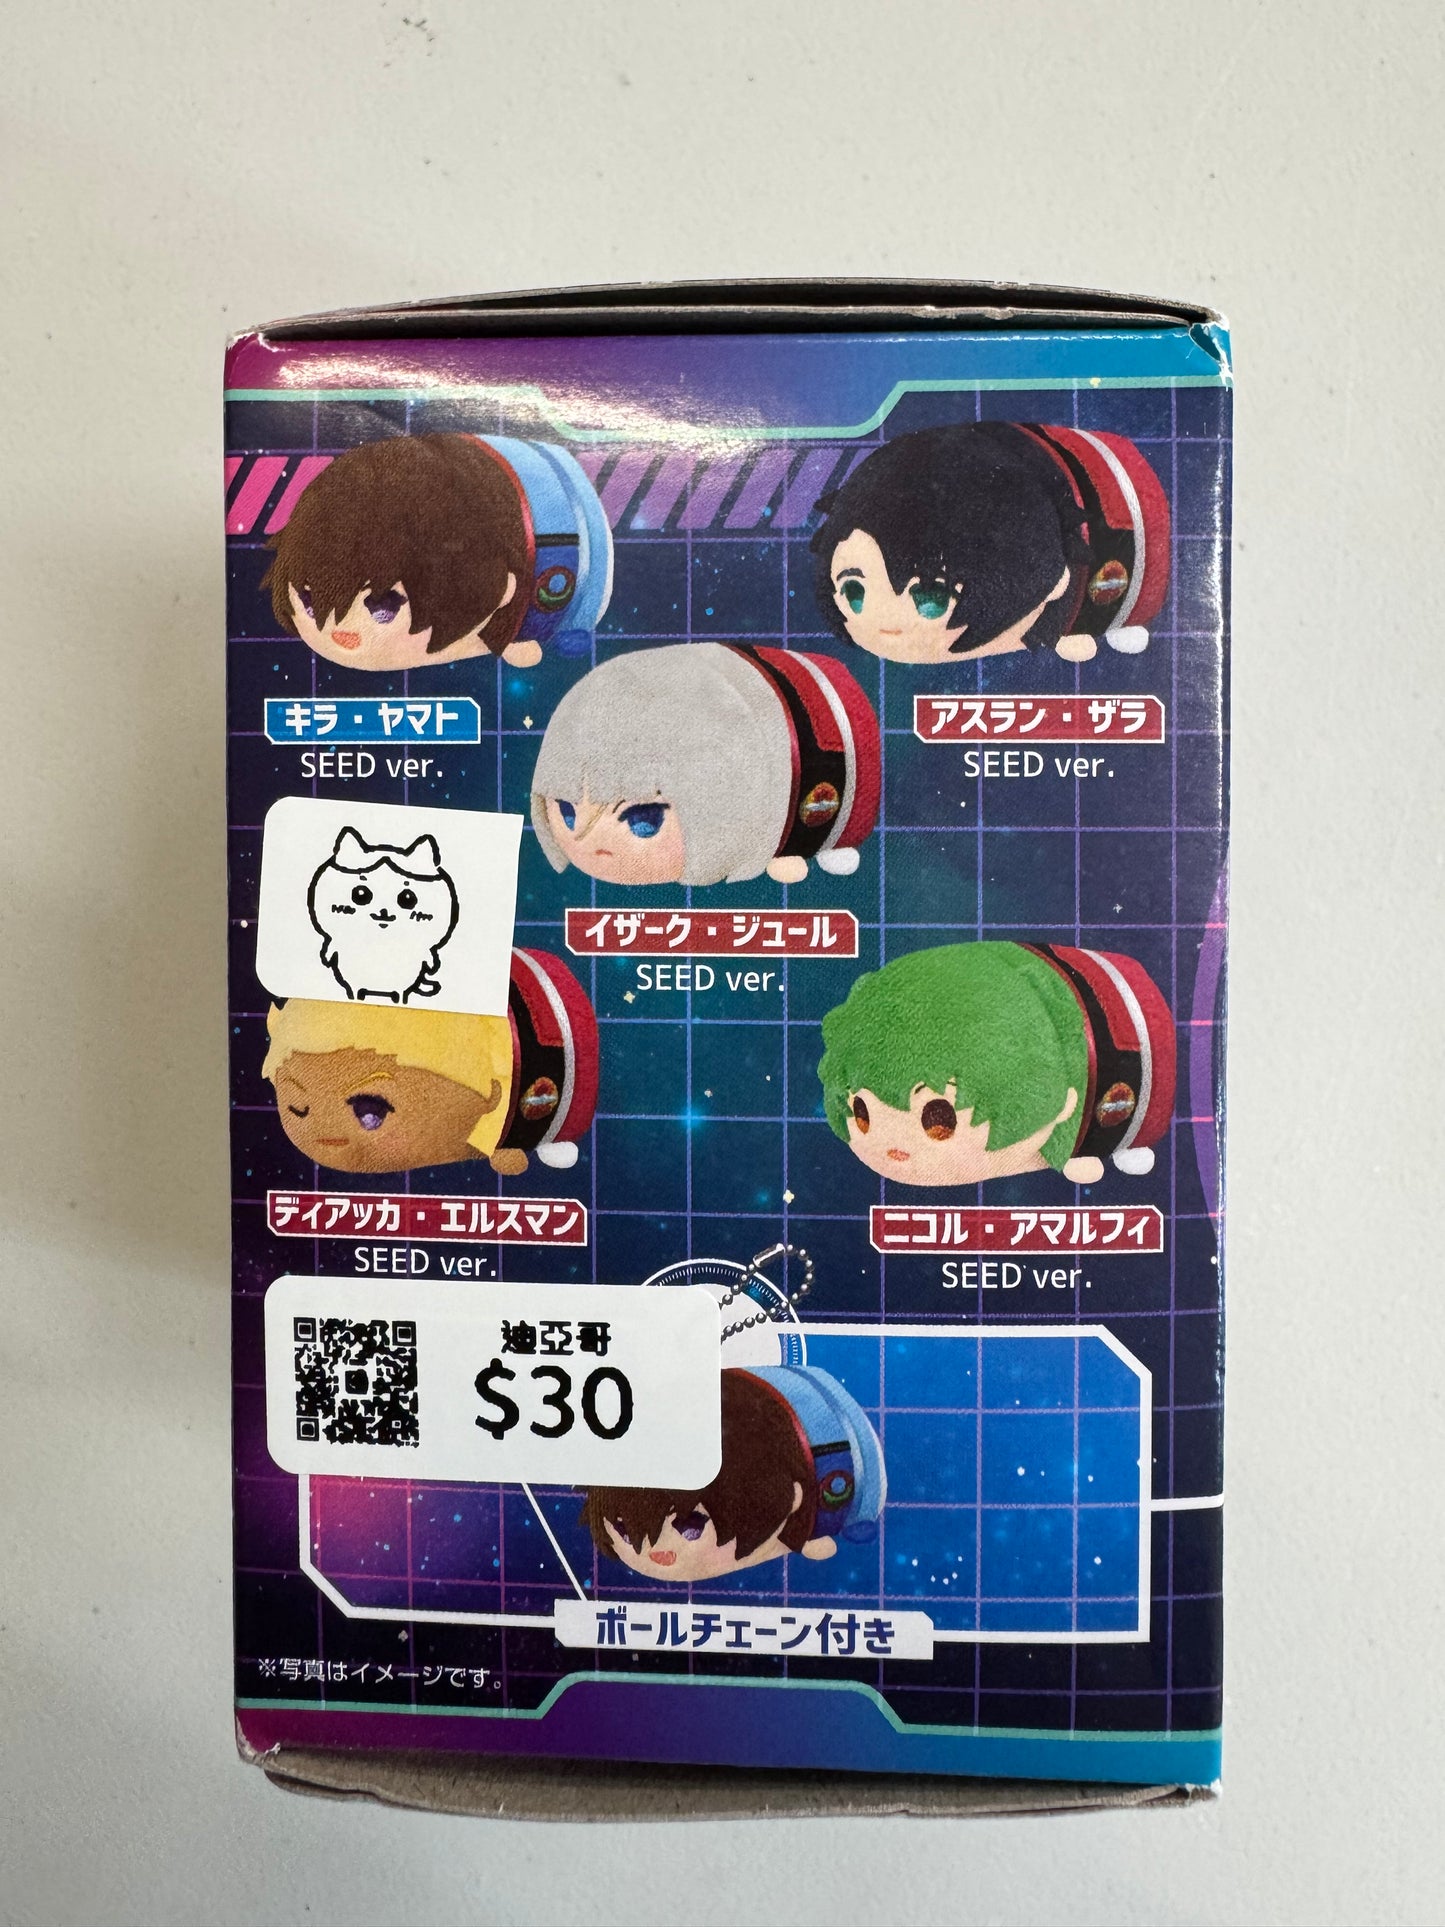 キラ・ヤマト
SEED ver.
アスラン・ザラ
SEED ver.
イザーク・ジュール
SEED ver.
ディアッカ・エルスマン
SEED ver.
ニコル・アマルフィ
SEED ver.
迪亞哥
$30
ボールチェーン付き
※写真はイメージです。